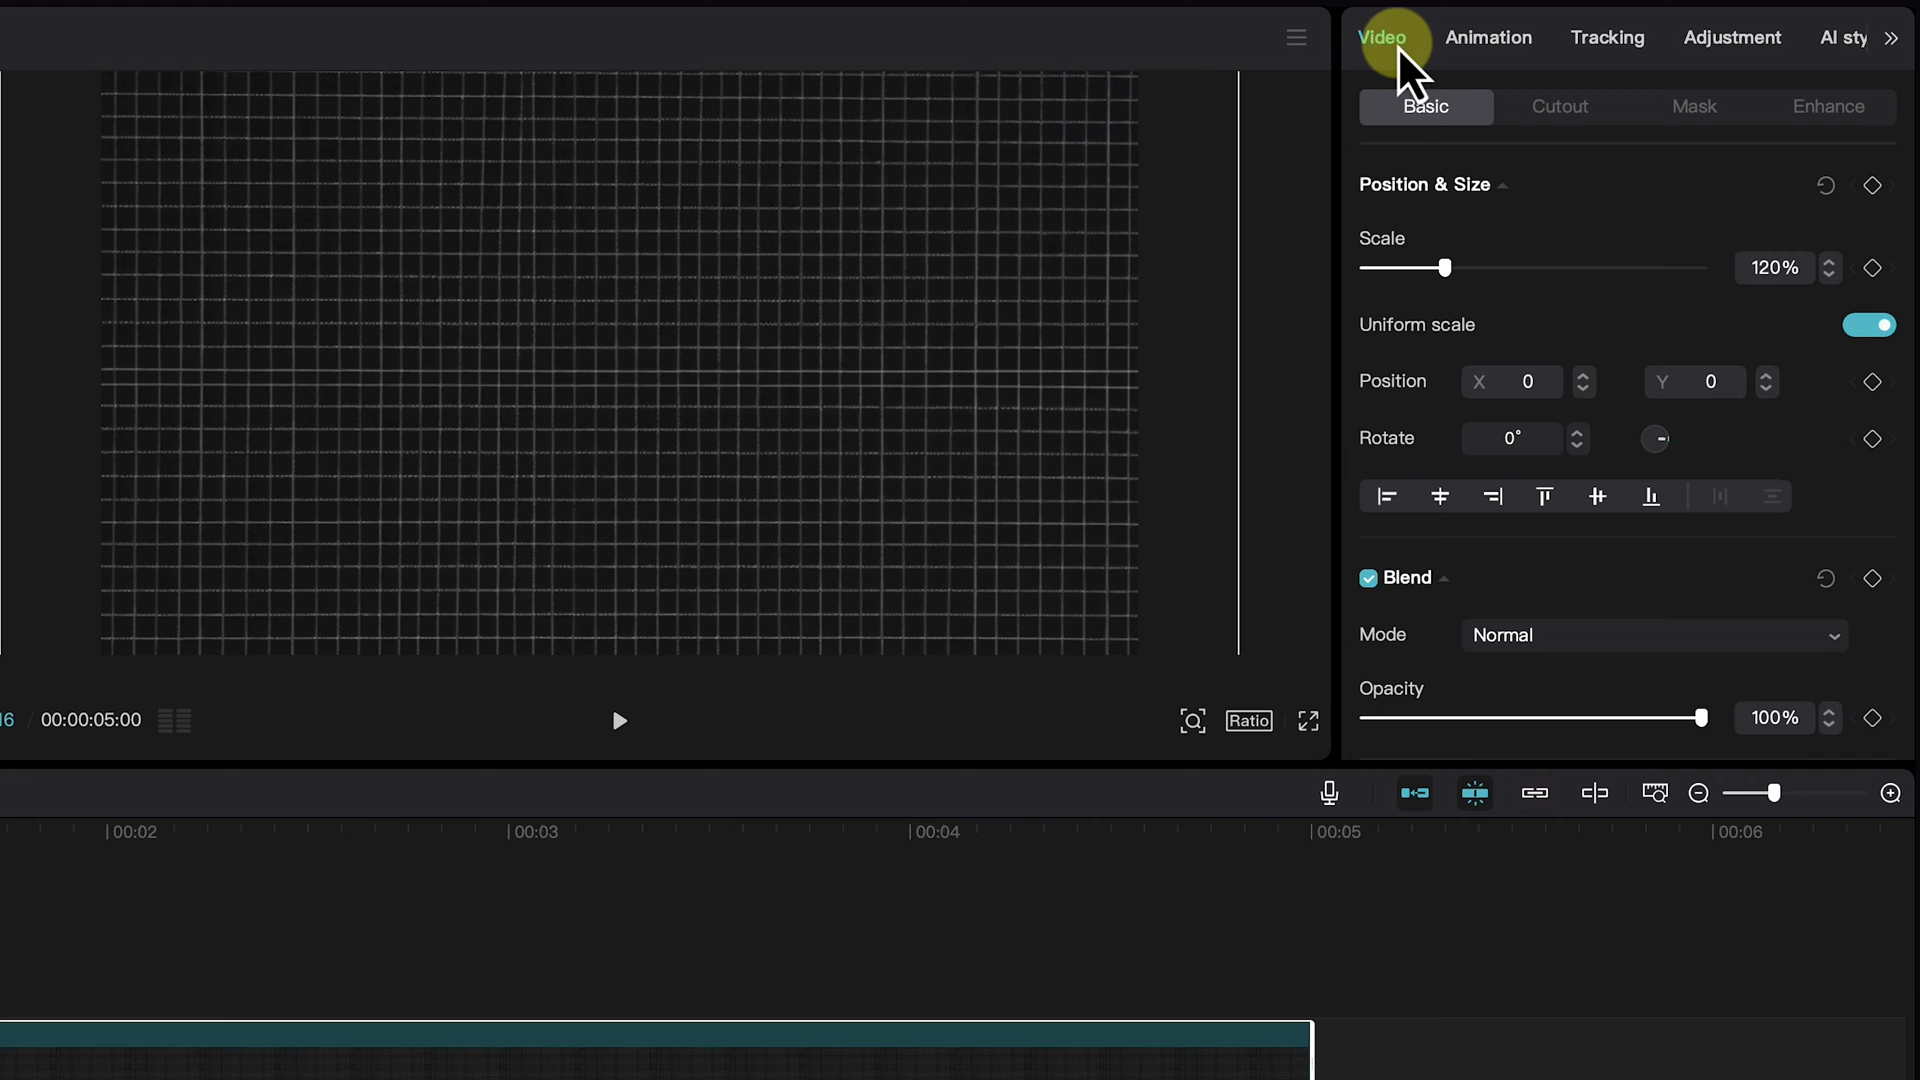 Video Animation Tracking Adjustment AI sty
Basic Cutout Mask Enhance
Position & Size
Scale
120%
Uniform scale
Position X 0 Y 0
Rotate 0°
Blend
Mode Normal
Opacity
100%
16 / 00:00:05:00 Ratio
00:02 00:03 00:04 00:05 00:06